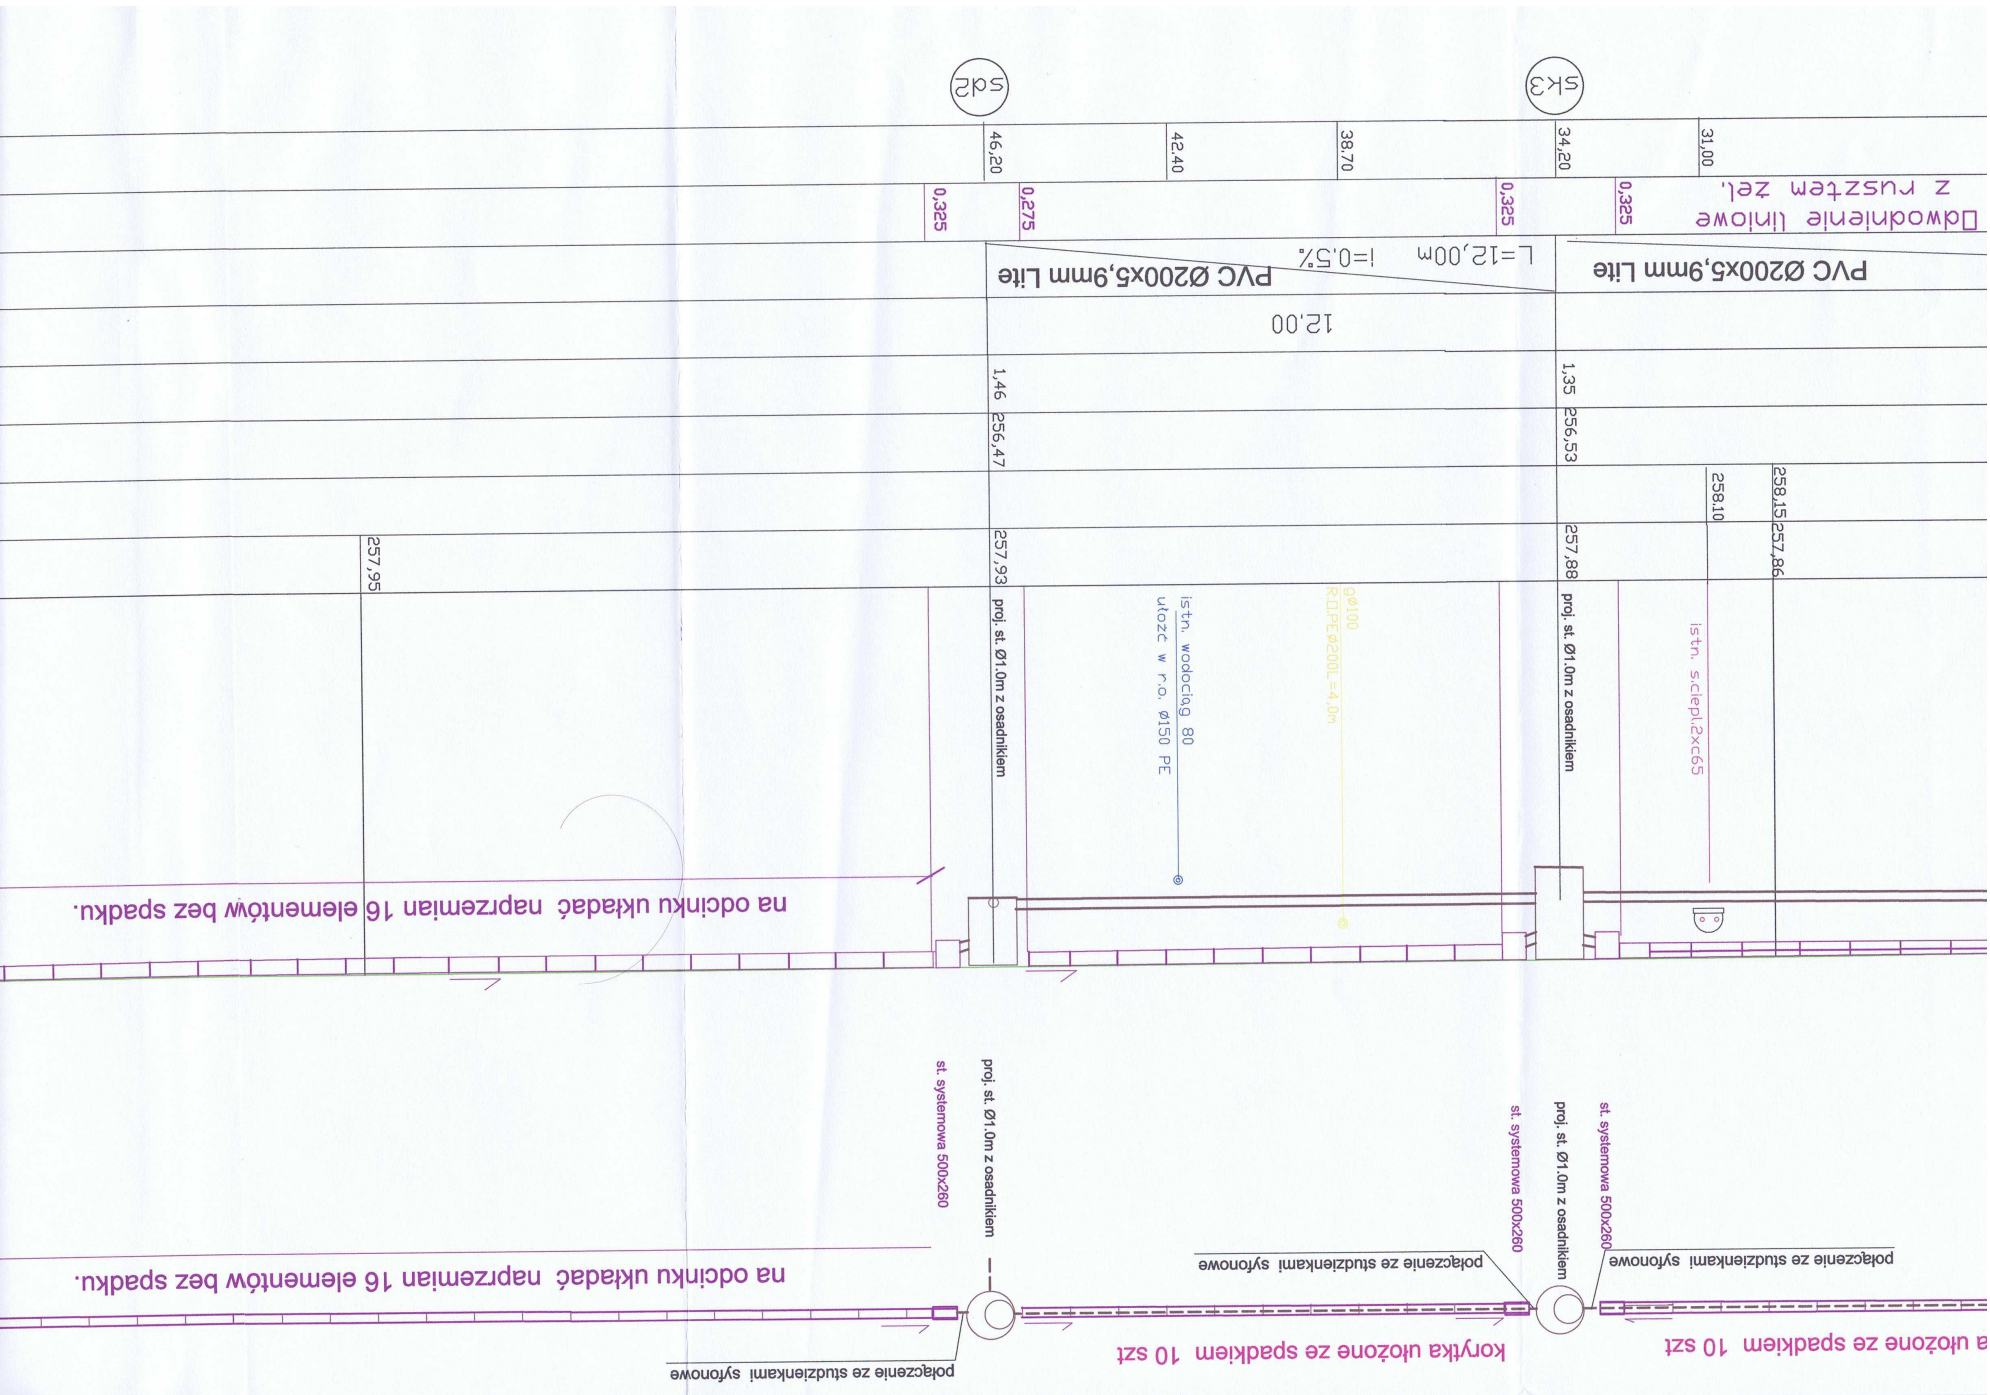 połączenie ze studzienkami syfonowe
a ułożone ze spadkiem 10 szt
korytka ułożone ze spadkiem 10 szt
na odcinku układać naprzemian 16 elementów bez spadku.
połączenie ze studzienkami syfonowe
połączenie ze studzienkami syfonowe
st. systemowa 500x260
proj. st. Ø1.0m z osadnikiem
st. systemowa 500x260
proj. st. Ø1.0m z osadnikiem
st. systemowa 500x260
na odcinku układać naprzemian 16 elementów bez spadku.
istn. s.ciepl.2xc65
proj. st. Ø1.0m z osadnikiem
gø100
R.O.PEø200L=4,0m
istn. wodociąg 80
ułożć w r.o. Ø150 PE
proj. st. Ø1.0m z osadnikiem
257,86
257,88
257,93
257,95
258,15
258.10
256,53
256,47
1,35
1,46
12,00
PVC Ø200x5,9mm Lite
L=12,00m i=0.5%
PVC Ø200x5,9mm Lite
Odwodnienie liniowe
z rusztem żel.
0,325
0,325
0,275
0,325
31,00
34,20
38.70
42.40
46,20
sk3
sd2